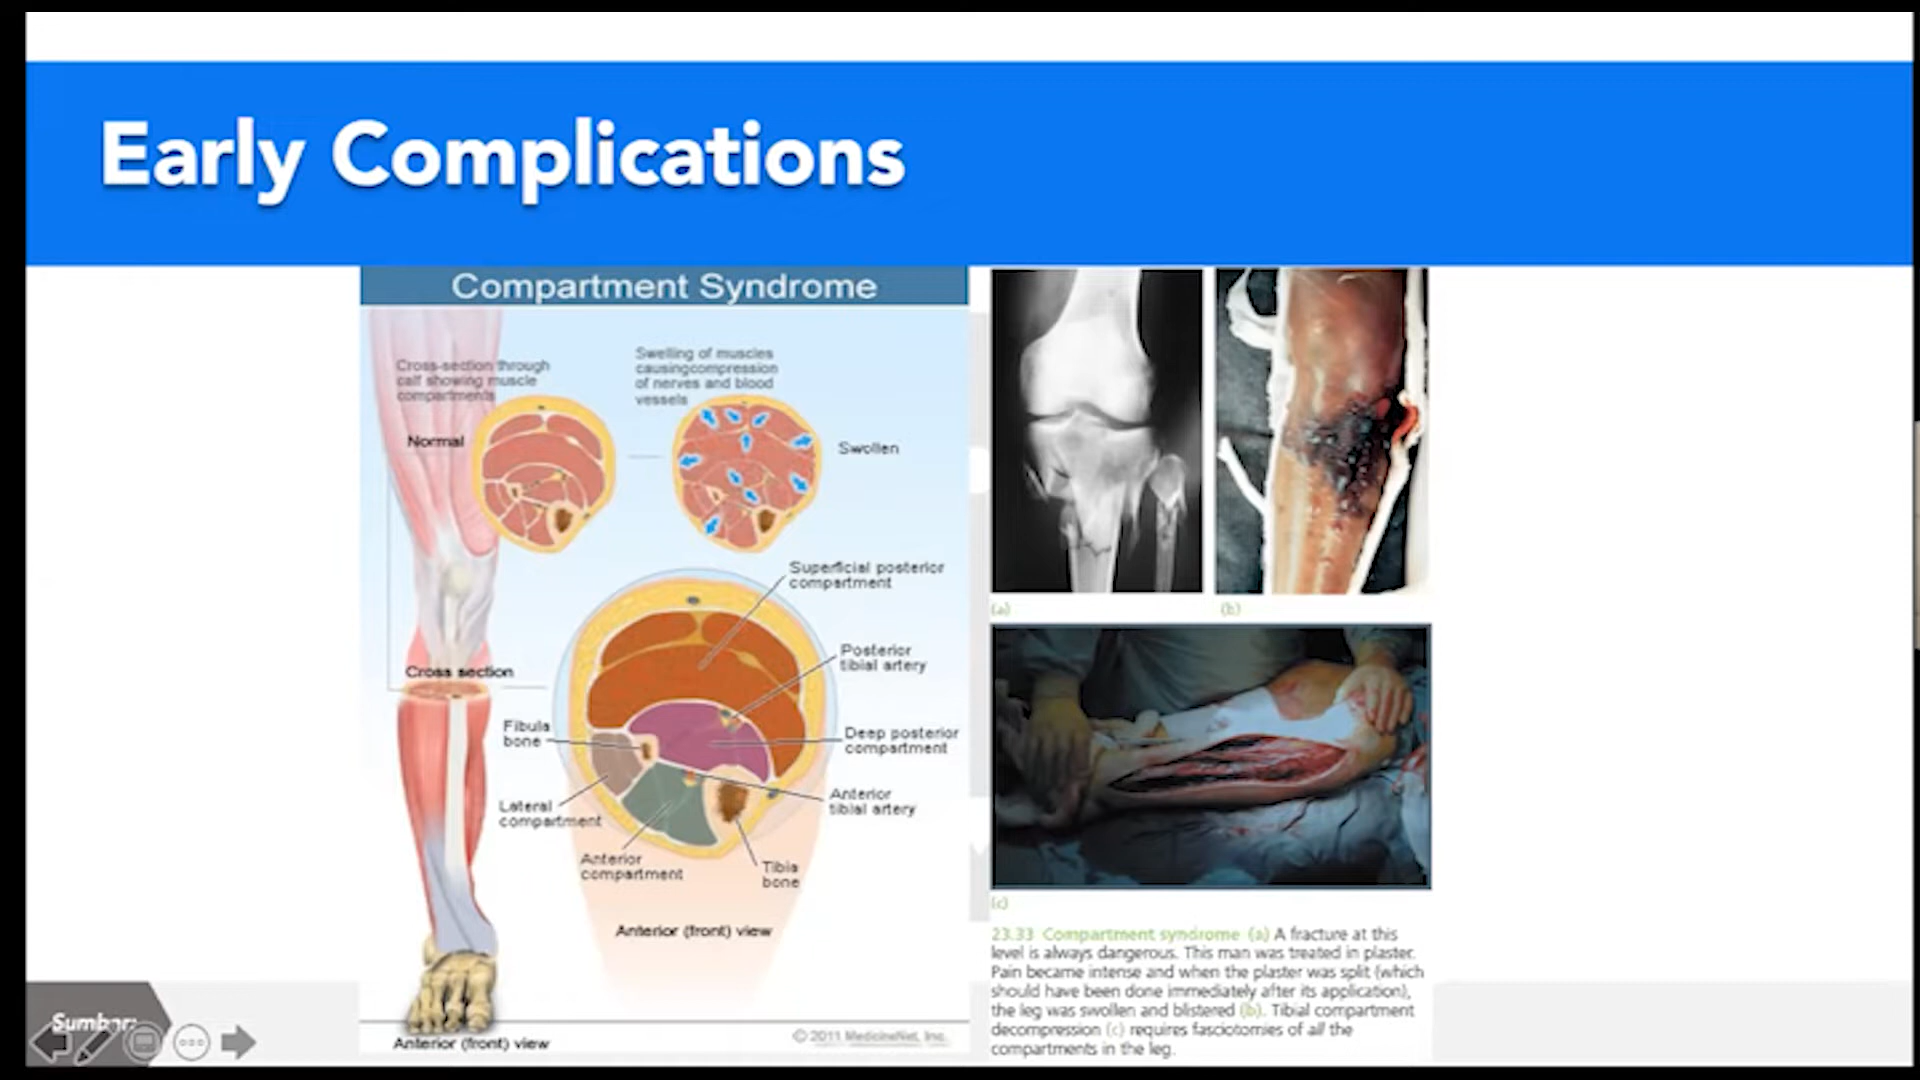 Early Complications
Compartment Syndrome
Cross-section through
calf showing muscle
compartments
Swelling of muscles
causingcompression
of nerves and blood
vessels
Normal
Swollen
Superficial posterior
compartment
Posterior
tibial artery
Cross section
Fibula
bone
Deep posterior
compartment
Lateral
compartment
Anterior
tibial artery
Anterior
compartment
Tibia
bone
Anterior (front) view
© 2011 MedicineNet, Inc.
Anterior (front) view
(a)
(b)
(c)
23.33 Compartment syndrome (a) A fracture at this
level is always dangerous. This man was treated in plaster.
Pain became intense and when the plaster was split (which
should have been done immediately after its application),
the leg was swollen and blistered (b). Tibial compartment
decompression (c) requires fasciotomies of all the
compartments in the leg.
Sumber: